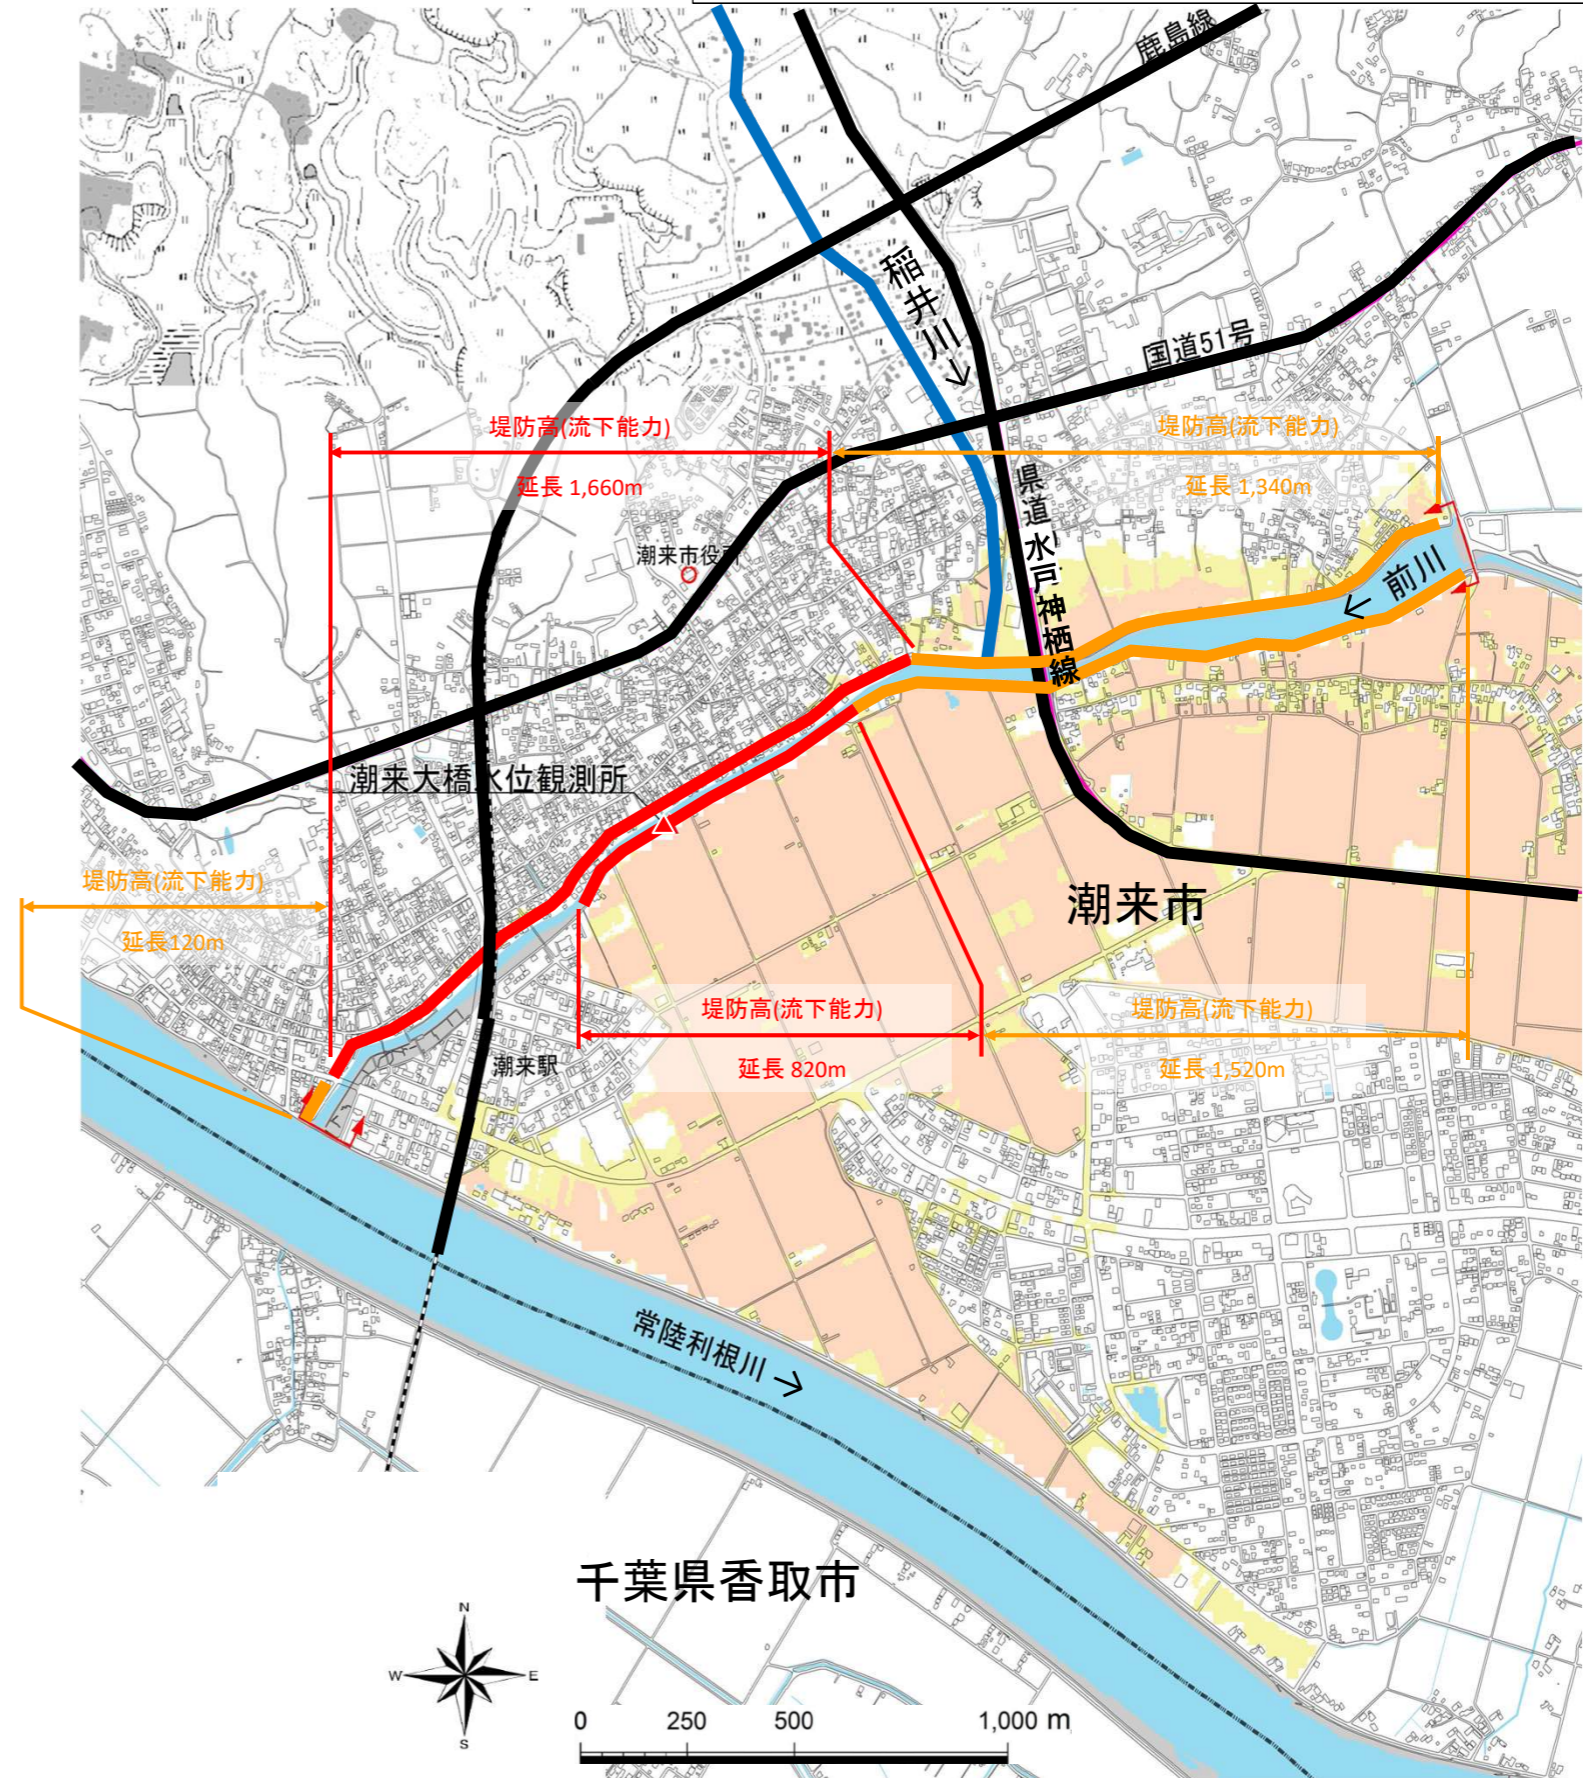 鹿島線
稲井川
国道51号
堤防高(流下能力)
延長 1,660m
堤防高(流下能力)
延長 1,340m
県道水戸神栖線
潮来市役所
前川
潮来大橋水位観測所
堤防高(流下能力)
延長120m
潮来市
堤防高(流下能力)
延長 820m
堤防高(流下能力)
延長 1,520m
潮来駅
常陸利根川
千葉県香取市
N
W
E
S
0 250 500 1,000 m